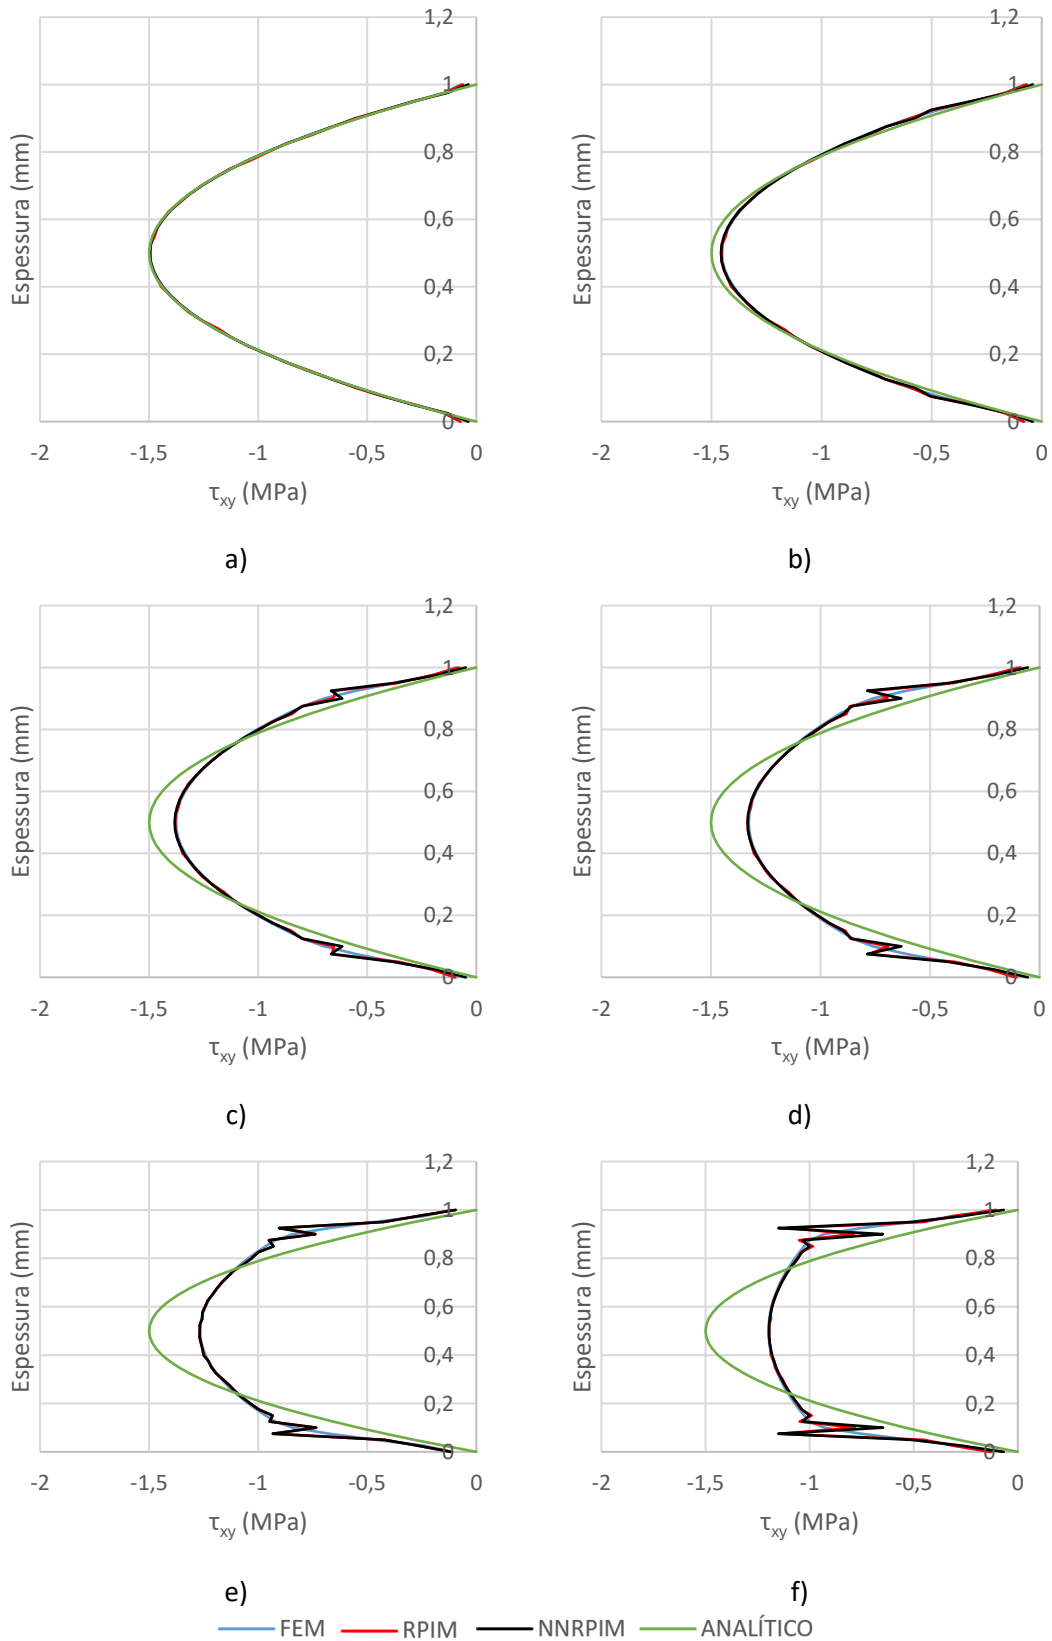 1,2
1
0,8
0,6
0,4
0,2
0
Espessura (mm)
-2 -1,5 -1 -0,5 0
τxy (MPa)
a)
1,2
1
0,8
0,6
0,4
0,2
0
Espessura (mm)
-2 -1,5 -1 -0,5 0
τxy (MPa)
b)
1,2
1
0,8
0,6
0,4
0,2
0
Espessura (mm)
-2 -1,5 -1 -0,5 0
τxy (MPa)
c)
1,2
1
0,8
0,6
0,4
0,2
0
Espessura (mm)
-2 -1,5 -1 -0,5 0
τxy (MPa)
d)
1,2
1
0,8
0,6
0,4
0,2
0
Espessura (mm)
-2 -1,5 -1 -0,5 0
τxy (MPa)
e)
1,2
1
0,8
0,6
0,4
0,2
0
Espessura (mm)
-2 -1,5 -1 -0,5 0
τxy (MPa)
f)
FEM RPIM NNRPIM ANALÍTICO